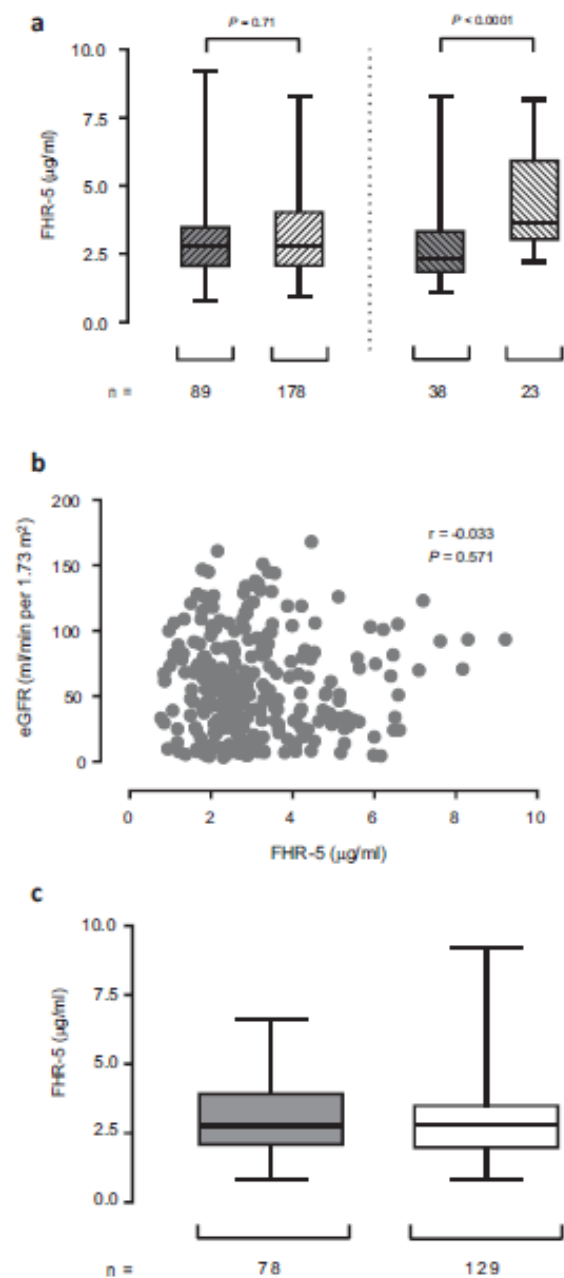 a
P = 0.71
P < 0.0001
10.0
7.5
5.0
2.5
0.0
FHR-5 (μg/ml)
n = 89 178 38 23
b
200
150
100
50
0
eGFR (ml/min per 1.73 m²)
r = -0.033
P = 0.571
0 2 4 6 8 10
FHR-5 (μg/ml)
c
10.0
7.5
5.0
2.5
0.0
FHR-5 (μg/ml)
n = 78 129